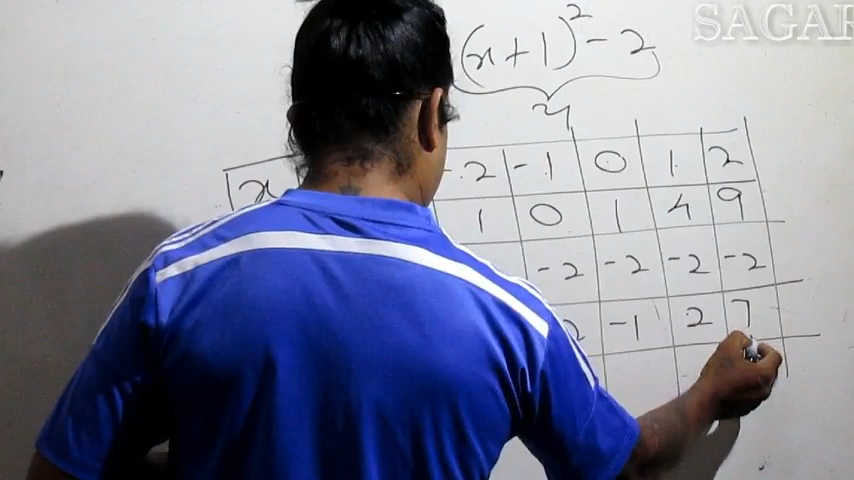 SAGAR
(x+1)² - 2
y
x -2 -1 0 1 2
1 0 1 4 9
-2 -2 -2 -2
2 -1 2 7